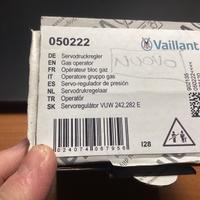 050222
Vaillant
DE Servodruckregler
EN Gas operator
FR Opérateur bloc gaz
IT Operatore gruppo gas
ES Servo-regulador de presión
NL Servodrukregelaar
TR Operatör
SK Servoregulátor VUW 242,282 E
I28
NUOVO